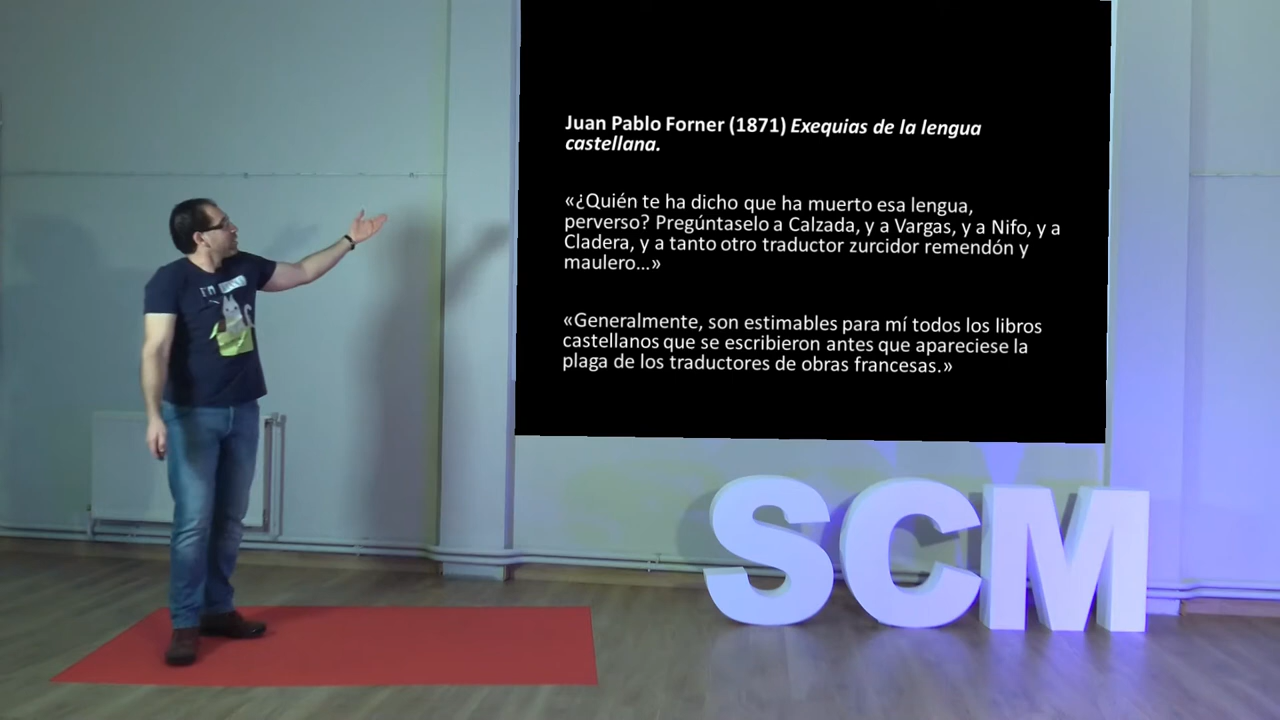 Juan Pablo Forner (1871) Exequias de la lengua
castellana.
«¿Quién te ha dicho que ha muerto esa lengua,
perverso? Pregúntaselo a Calzada, y a Vargas, y a Nifo, y a
Cladera, y a tanto otro traductor zurcidor remendón y
maulero...»
«Generalmente, son estimables para mí todos los libros
castellanos que se escribieron antes que apareciese la
plaga de los traductores de obras francesas.»
I'M
SCM